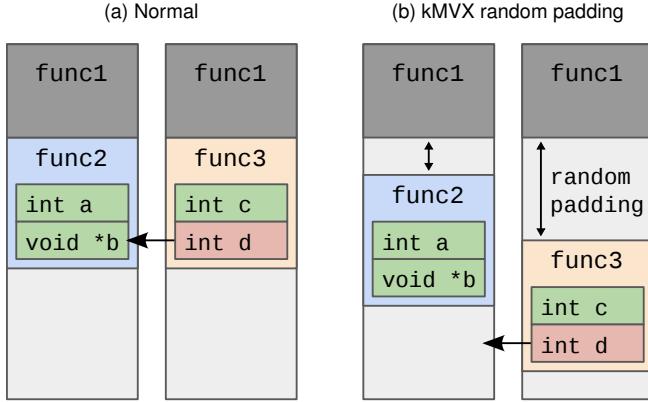 (a) Normal
func1
func1
func2
func3
int a
int c
void *b
int d
(b) kMVX random padding
func1
func1
random
padding
func2
int a
void *b
func3
int c
int d